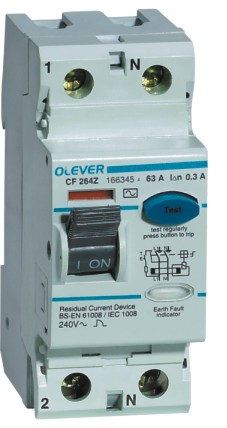 1 N
OLEVER
CF 264Z 166345 63 A I∆n 0.3 A
Test
test regularly
press button to trip
I ON
Residual Current Device
BS-EN 61008 / IEC 1008
240V~
Earth Fault
indicator
2 N